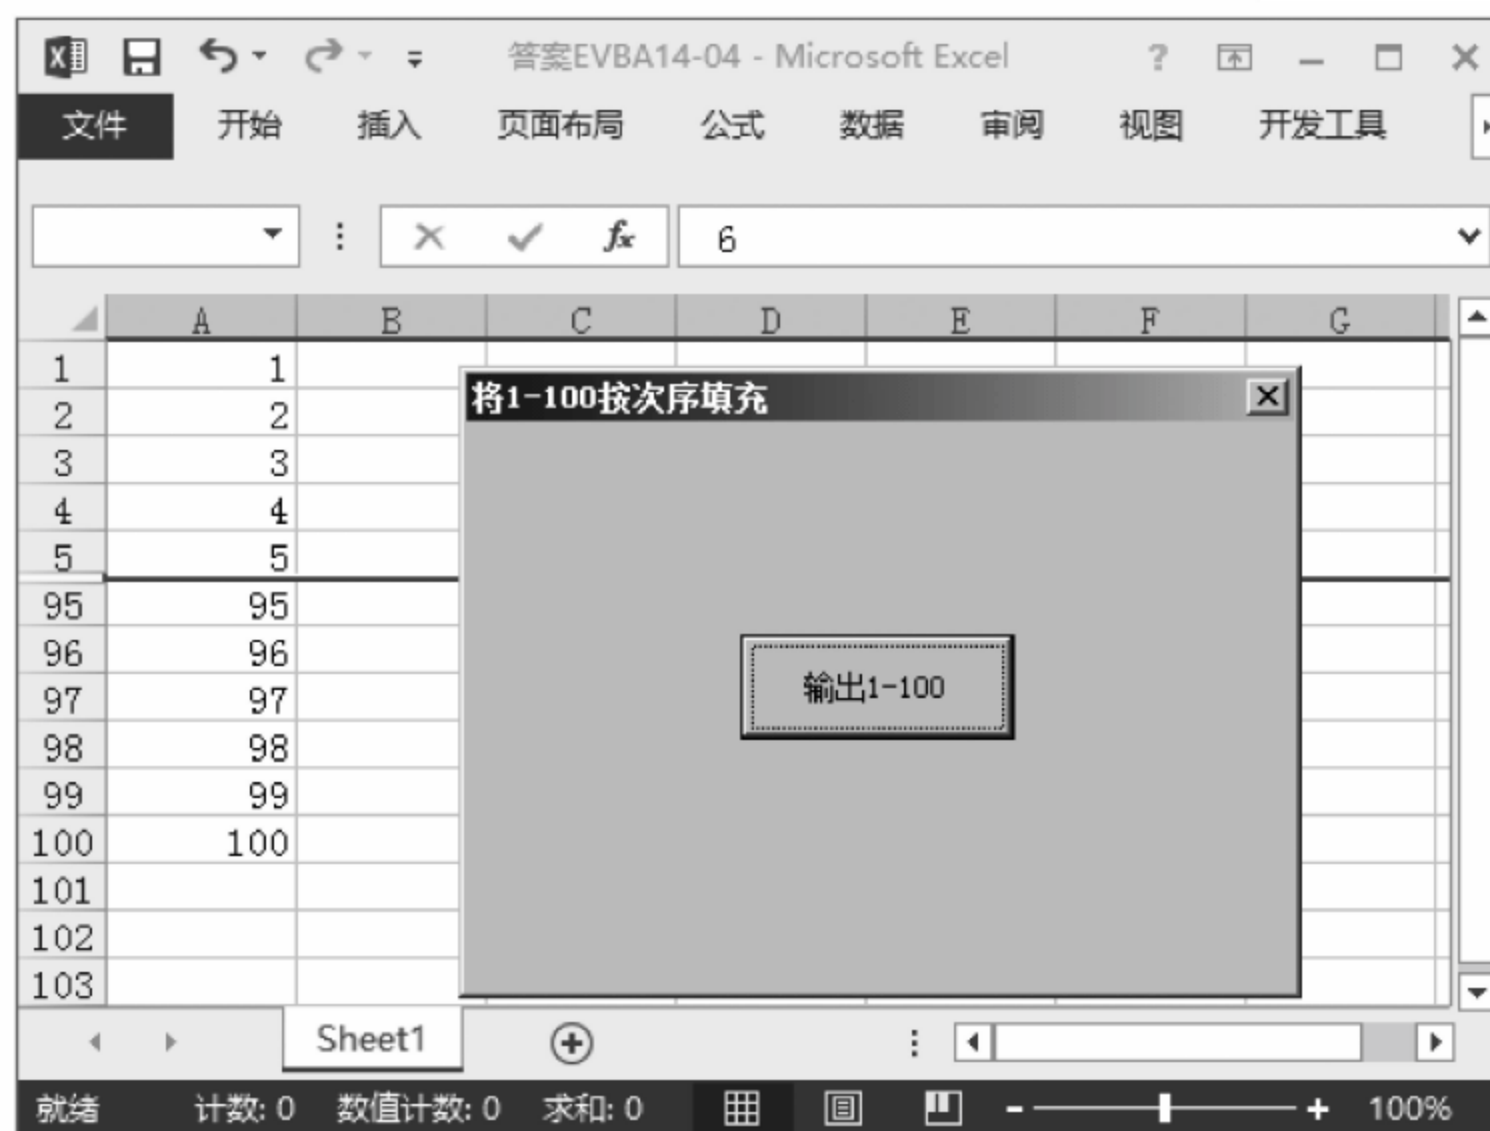 答案EVBA14-04 - Microsoft Excel ?
文件 开始 插入 页面布局 公式 数据 审阅 视图 开发工具
fx 6
A B C D E F G
1 1
2 2
3 3
4 4
5 5
95 95
96 96
97 97
98 98
99 99
100 100
101
102
103
将1-100按次序填充
输出1-100
Sheet1
就绪 计数: 0 数值计数: 0 求和: 0 100%